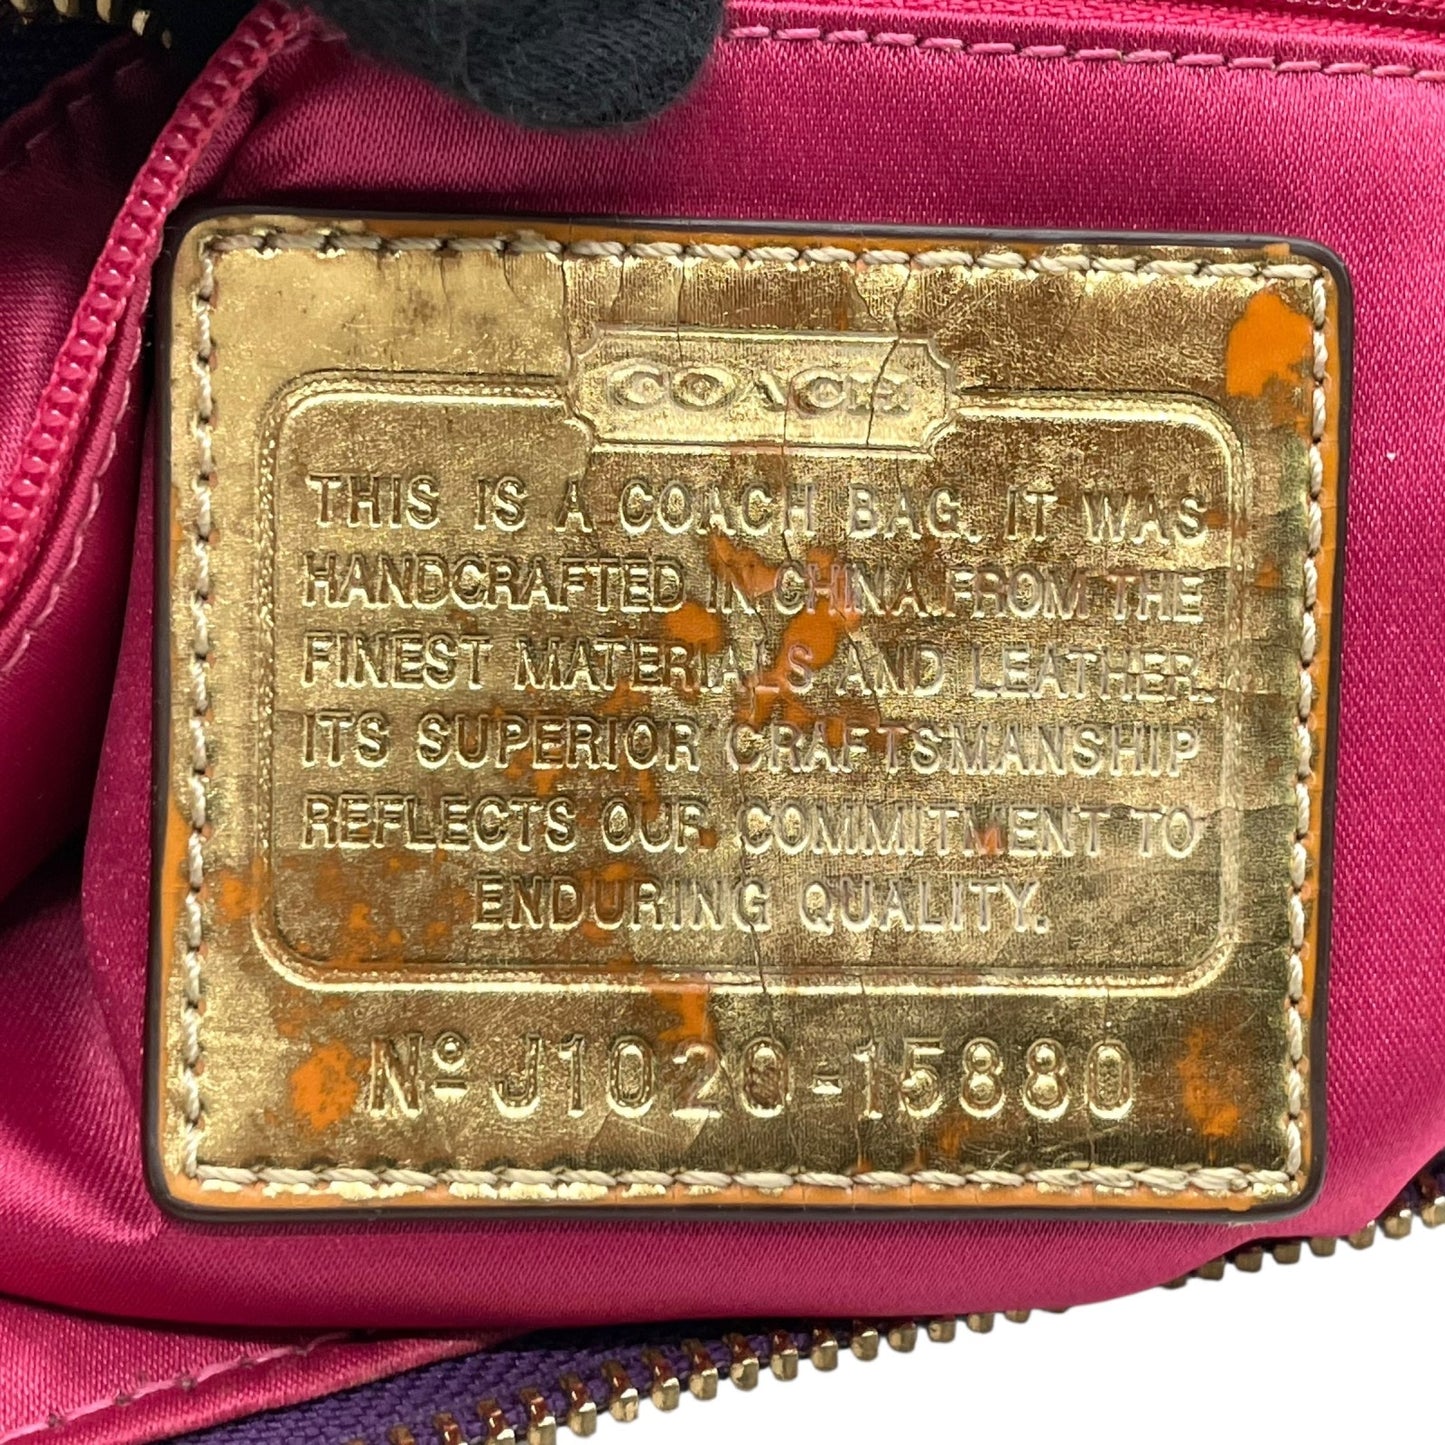 COACH
THIS IS A COACH BAG. IT WAS
HANDCRAFTED IN CHINA FROM THE
FINEST MATERIALS AND LEATHER.
ITS SUPERIOR CRAFTSMANSHIP
REFLECTS OUR COMMITMENT TO
ENDURING QUALITY.
Nº J1020-15880